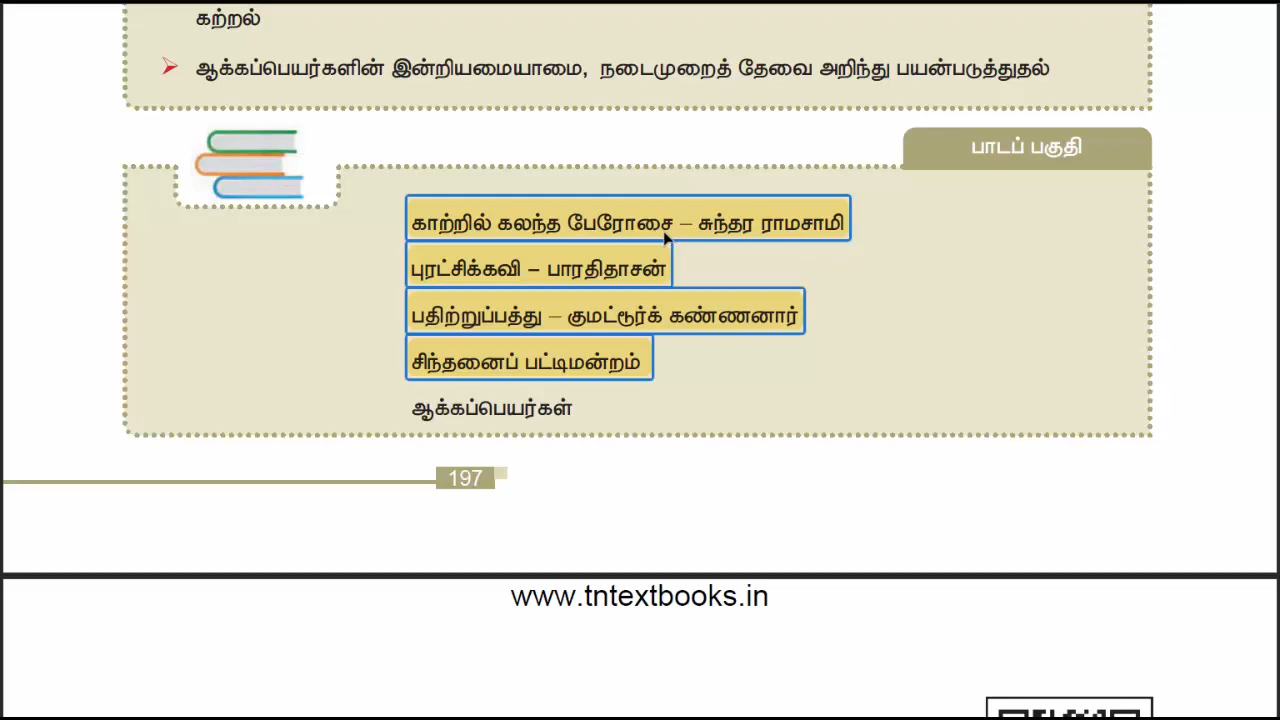 கற்றல்
ஆக்கப்பெயர்களின் இன்றியமையாமை, நடைமுறைத் தேவை அறிந்து பயன்படுத்துதல்
பாடப் பகுதி
காற்றில் கலந்த பேரோசை – சுந்தர ராமசாமி
புரட்சிக்கவி – பாரதிதாசன்
பதிற்றுப்பத்து – குமட்டூர்க் கண்ணனார்
சிந்தனைப் பட்டிமன்றம்
ஆக்கப்பெயர்கள்
197
www.tntextbooks.in